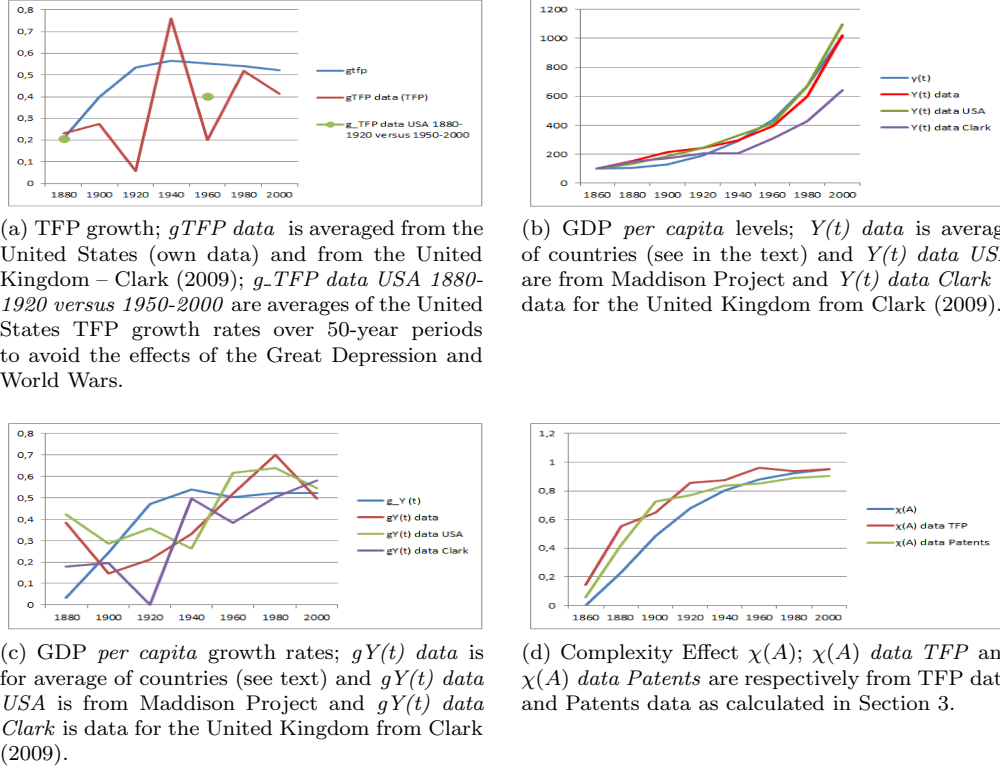 0,8
0,7
0,6
0,5
0,4
0,3
0,2
0,1
0
1880 1900 1920 1940 1960 1980 2000
gtfp
gTFP data (TFP)
g_TFP data USA 1880-
1920 versus 1950-2000
1200
1000
800
600
400
200
0
1860 1880 1900 1920 1940 1960 1980 2000
y(t)
Y(t) data
Y(t) data USA
Y(t) data Clark
(a) TFP growth; gTFP data is averaged from the
United States (own data) and from the United
Kingdom – Clark (2009); g_TFP data USA 1880-
1920 versus 1950-2000 are averages of the United
States TFP growth rates over 50-year periods
to avoid the effects of the Great Depression and
World Wars.
(b) GDP per capita levels; Y(t) data is averag
of countries (see in the text) and Y(t) data US
are from Maddison Project and Y(t) data Clark
data for the United Kingdom from Clark (2009).
0,8
0,7
0,6
0,5
0,4
0,3
0,2
0,1
0
1880 1900 1920 1940 1960 1980 2000
g_Y (t)
gY(t) data
gY(t) data USA
gY(t) data Clark
1,2
1
0,8
0,6
0,4
0,2
0
1860 1880 1900 1920 1940 1960 1980 2000
χ(A)
χ(A) data TFP
χ(A) data Patents
(c) GDP per capita growth rates; gY(t) data is
for average of countries (see text) and gY(t) data
USA is from Maddison Project and gY(t) data
Clark is data for the United Kingdom from Clark
(2009).
(d) Complexity Effect χ(A); χ(A) data TFP an
χ(A) data Patents are respectively from TFP dat
and Patents data as calculated in Section 3.